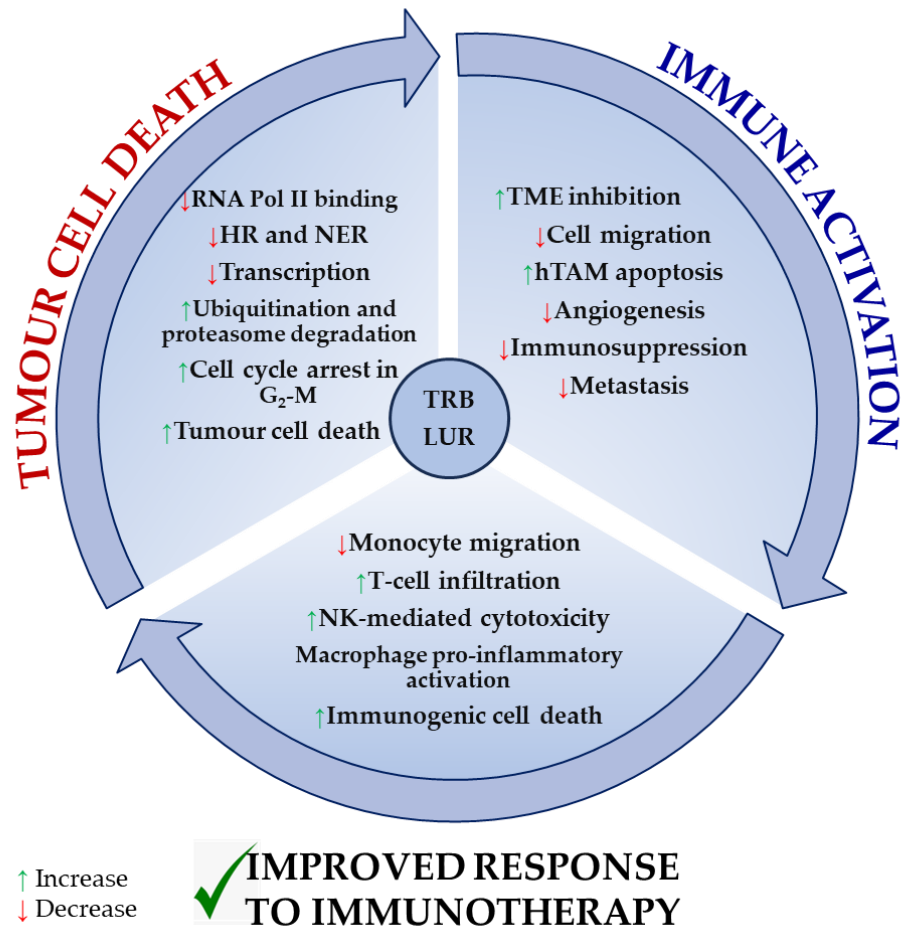 TUMOUR CELL DEATH
IMMUNE ACTIVATION
↓RNA Pol II binding
↓HR and NER
↓Transcription
↑Ubiquitination and
proteasome degradation
↑Cell cycle arrest in
G₂-M
↑Tumour cell death
↑TME inhibition
↓Cell migration
↑hTAM apoptosis
↓Angiogenesis
↓Immunosuppression
↓Metastasis
TRB
LUR
↓Monocyte migration
↑T-cell infiltration
↑NK-mediated cytotoxicity
Macrophage pro-inflammatory
activation
↑Immunogenic cell death
↑ Increase
↓ Decrease
IMPROVED RESPONSE
TO IMMUNOTHERAPY